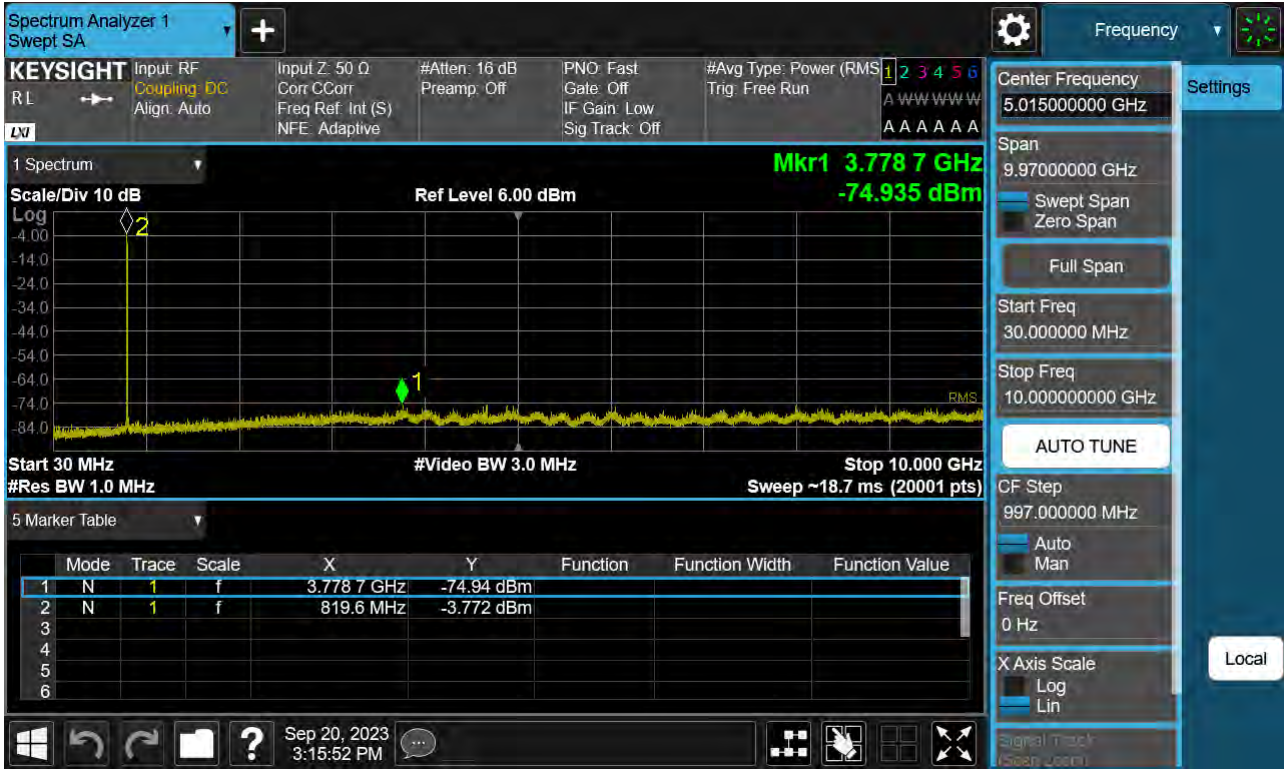 Spectrum Analyzer 1
Swept SA
+
Frequency
KEYSIGHT
RL
LXI
Input: RF
Coupling: DC
Align: Auto
Input Z: 50 Ω
Corr CCorr
Freq Ref: Int (S)
NFE: Adaptive
#Atten: 16 dB
Preamp: Off
PNO: Fast
Gate: Off
IF Gain: Low
Sig Track: Off
#Avg Type: Power (RMS
Trig: Free Run
1 2 3 4 5 6
A W W W W W
A A A A A A
1 Spectrum
Scale/Div 10 dB
Ref Level 6.00 dBm
Mkr1 3.778 7 GHz
-74.935 dBm
Log
-4.00
-14.0
-24.0
-34.0
-44.0
-54.0
-64.0
-74.0
-84.0
2
1
RMS
Start 30 MHz
#Video BW 3.0 MHz
Stop 10.000 GHz
#Res BW 1.0 MHz
Sweep ~18.7 ms (20001 pts)
5 Marker Table
Mode Trace Scale X Y Function Function Width Function Value
1 N 1 f 3.778 7 GHz -74.94 dBm
2 N 1 f 819.6 MHz -3.772 dBm
3
4
5
6
Sep 20, 2023
3:15:52 PM
Center Frequency
5.015000000 GHz
Span
9.97000000 GHz
Swept Span
Zero Span
Full Span
Start Freq
30.000000 MHz
Stop Freq
10.000000000 GHz
AUTO TUNE
CF Step
997.000000 MHz
Auto
Man
Freq Offset
0 Hz
X Axis Scale
Log
Lin
Signal Track
(Span Zoom)
Settings
Local